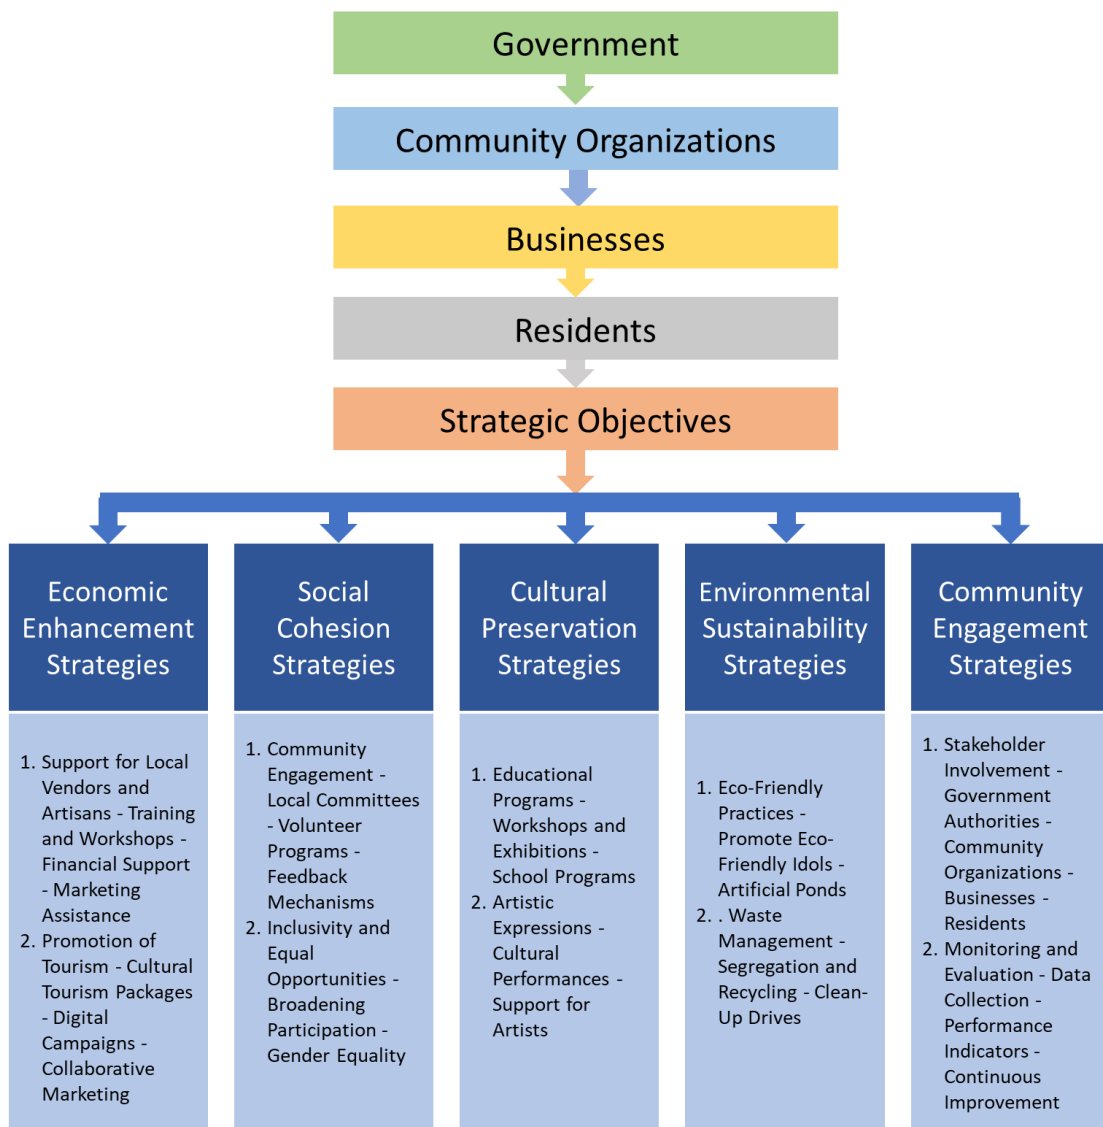 Government
Community Organizations
Businesses
Residents
Strategic Objectives
Economic
Enhancement
Strategies
1. Support for Local
Vendors and
Artisans - Training
and Workshops -
Financial Support
- Marketing
Assistance
2. Promotion of
Tourism - Cultural
Tourism Packages
- Digital
Campaigns -
Collaborative
Marketing
Social
Cohesion
Strategies
1. Community
Engagement -
Local Committees
- Volunteer
Programs -
Feedback
Mechanisms
2. Inclusivity and
Equal
Opportunities -
Broadening
Participation -
Gender Equality
Cultural
Preservation
Strategies
1. Educational
Programs -
Workshops and
Exhibitions -
School Programs
2. Artistic
Expressions -
Cultural
Performances -
Support for
Artists
Environmental
Sustainability
Strategies
1. Eco-Friendly
Practices -
Promote Eco-
Friendly Idols -
Artificial Ponds
2. . Waste
Management -
Segregation and
Recycling - Clean-
Up Drives
Community
Engagement
Strategies
1. Stakeholder
Involvement -
Government
Authorities -
Community
Organizations -
Businesses -
Residents
2. Monitoring and
Evaluation - Data
Collection -
Performance
Indicators -
Continuous
Improvement